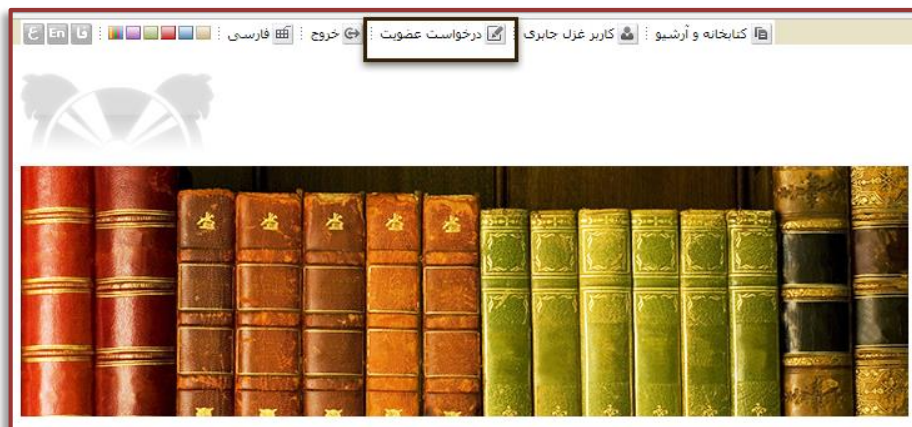 کتابخانه و آرشیو ⋮ کاربر غزل جابری ⋮ درخواست عضویت ⋮ خروج ⋮ فارسی ⋮ فا En ع